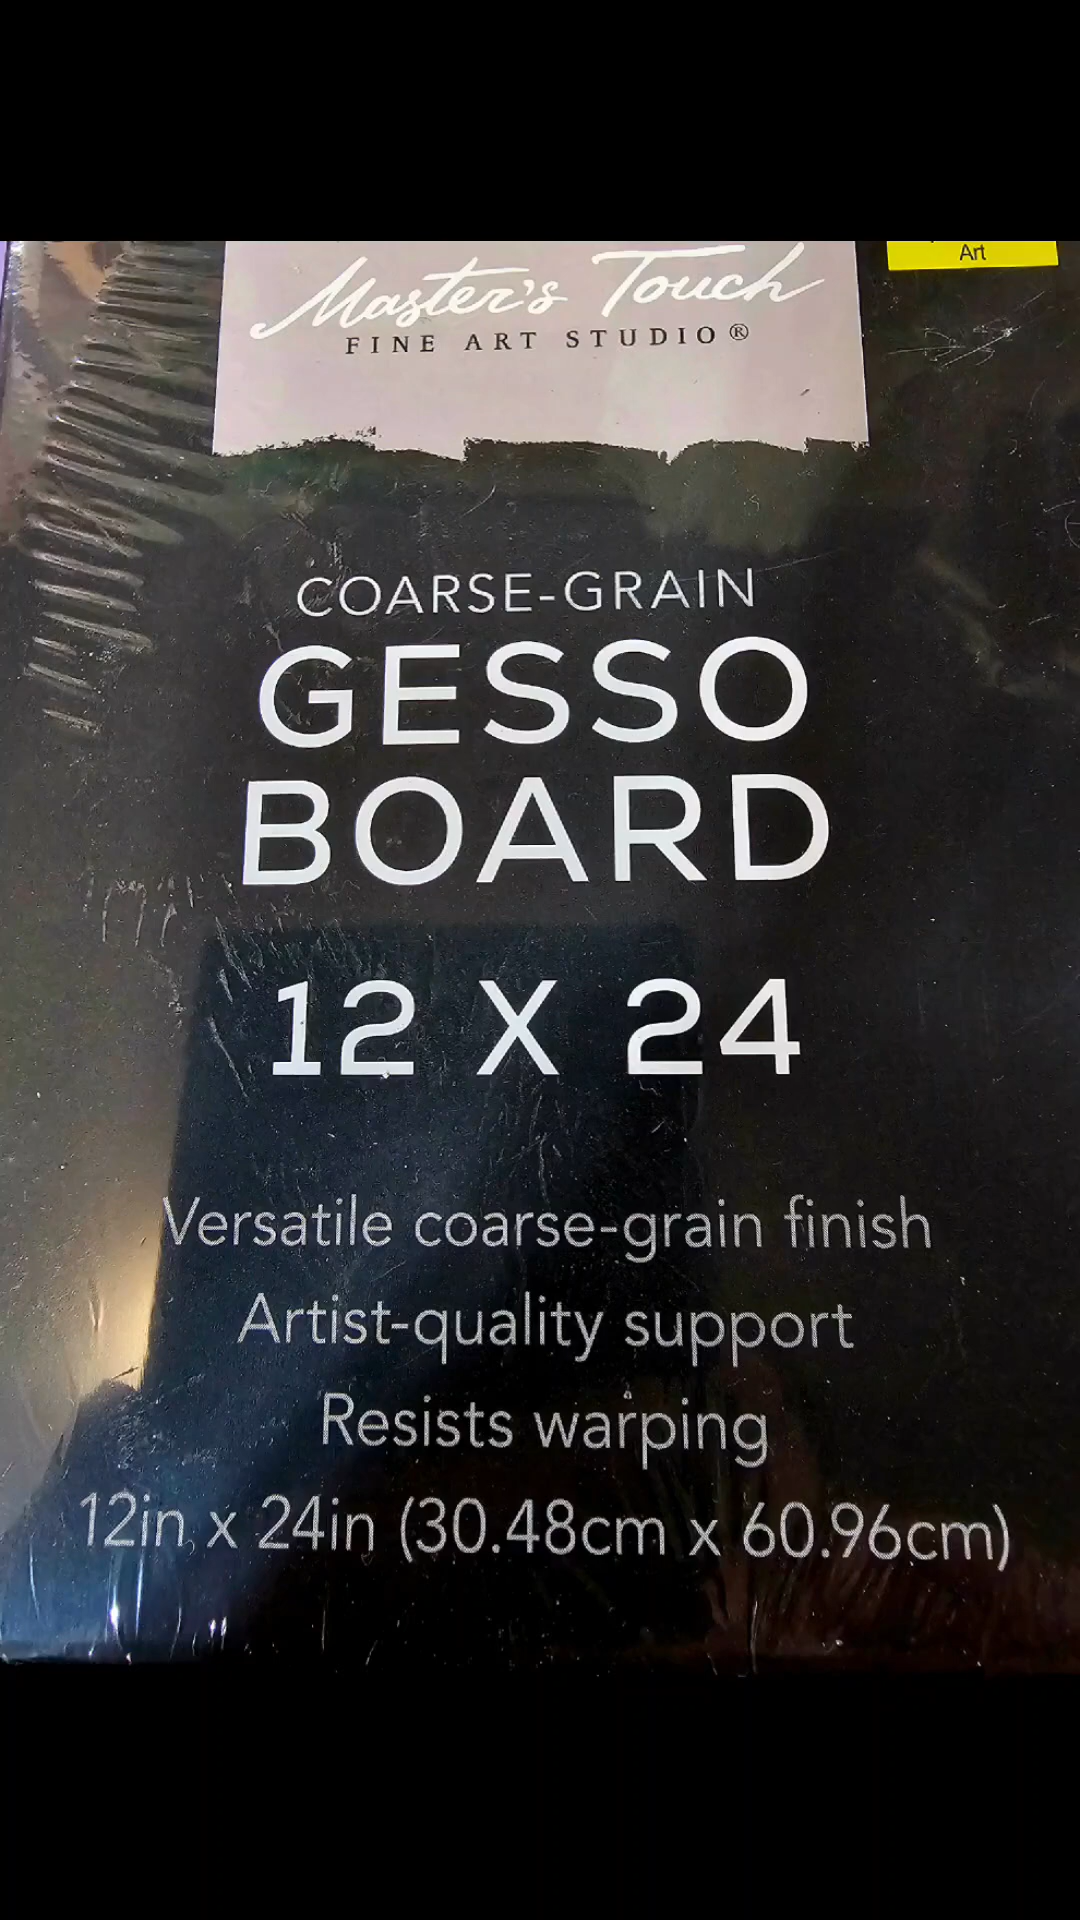 Art
Master's Touch
FINE ART STUDIO®
COARSE-GRAIN
GESSO
BOARD
12 X 24
Versatile coarse-grain finish
Artist-quality support
Resists warping
12in x 24in (30.48cm x 60.96cm)